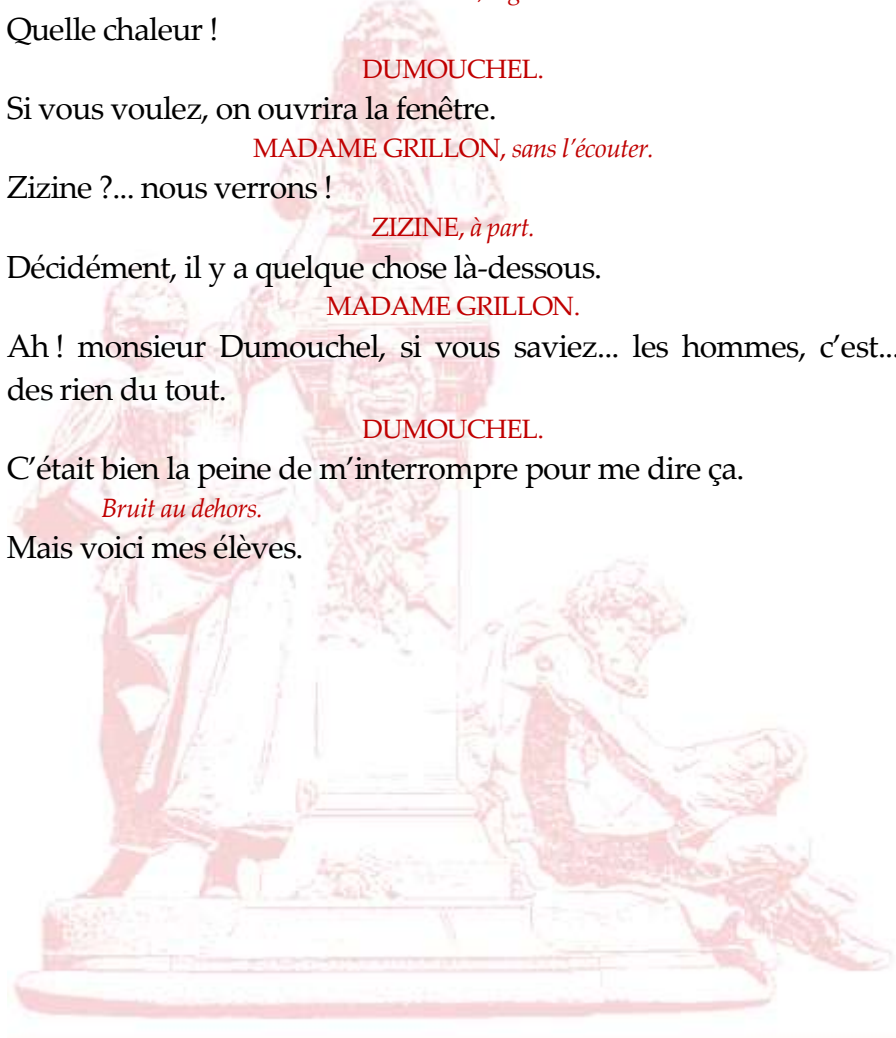 Quelle chaleur !
DUMOUCHEL.
Si vous voulez, on ouvrira la fenêtre.
MADAME GRILLON, sans l’écouter.
Zizine ?... nous verrons !
ZIZINE, à part.
Décidément, il y a quelque chose là-dessous.
MADAME GRILLON.
Ah ! monsieur Dumouchel, si vous saviez... les hommes, c’est...
des rien du tout.
DUMOUCHEL.
C’était bien la peine de m’interrompre pour me dire ça.
Bruit au dehors.
Mais voici mes élèves.